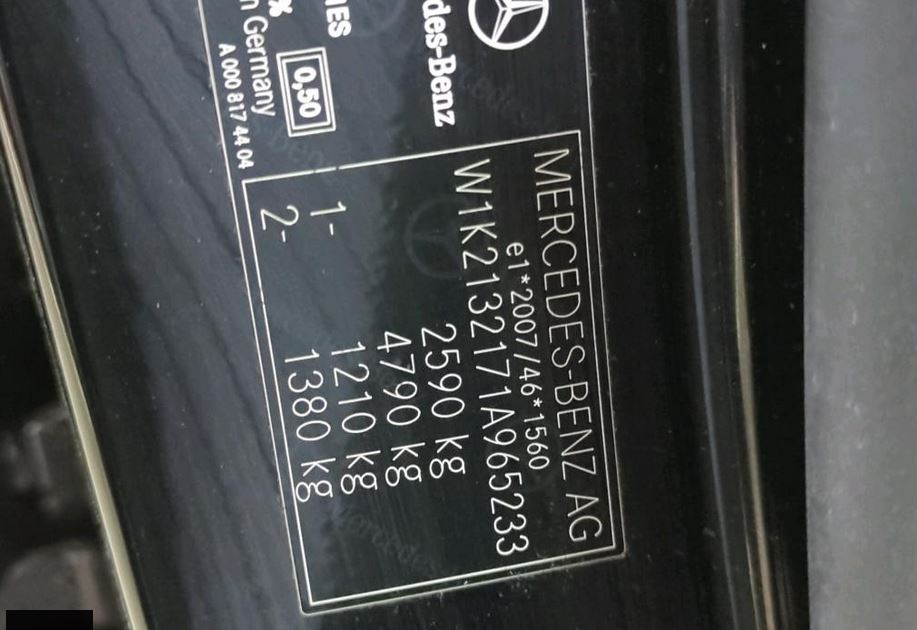 des-Benz
IES
0,50
X
n Germany
A 000 817 44 04
MERCEDES-BENZ AG
e1*2007/46*1560
W1K2132171A965233
2590 kg
4790 kg
1- 1210 kg
2- 1380 kg